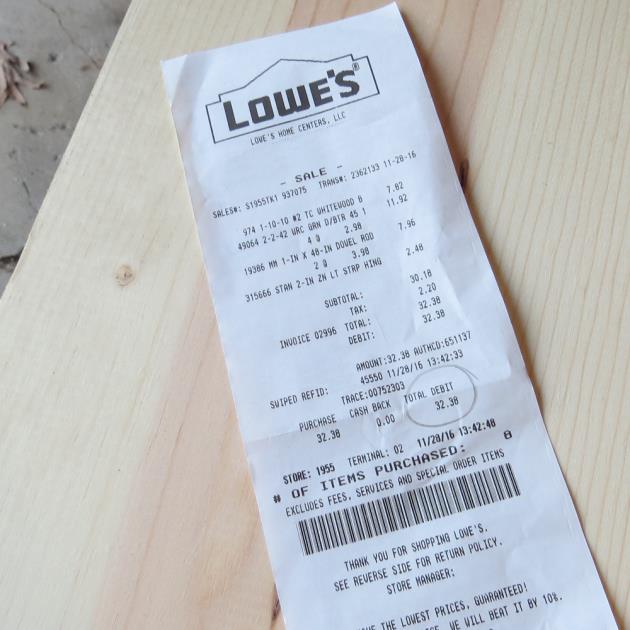 LOWE'S®
LOWE'S HOME CENTERS, LLC
- SALE -
SALES#: S1955TK1 937075 TRANS#: 2362133 11-28-16
974 1-10-10 #2 TC WHITEWOOD B 7.82
49064 2-2-42 WRC GRN D/BTR 45 1 11.92
4 @ 2.98
19386 MM 1-IN X 48-IN DOWEL ROD 7.96
2 @ 3.98
315666 STAN 2-IN ZN LT STRP HING 2.48
SUBTOTAL: 30.18
TAX: 2.20
INVOICE 02996 TOTAL: 32.38
DEBIT: 32.38
AMOUNT:32.38 AUTHCD:651137
SWIPED REFID: 45550 11/28/16 13:42:33
TRACE:00752303
PURCHASE CASH BACK TOTAL DEBIT
32.38 0.00 32.38
STORE: 1955 TERMINAL: 02 11/28/16 13:42:48
# OF ITEMS PURCHASED: 8
EXCLUDES FEES, SERVICES AND SPECIAL ORDER ITEMS
THANK YOU FOR SHOPPING LOWE'S.
SEE REVERSE SIDE FOR RETURN POLICY.
STORE MANAGER:
THE LOWEST PRICES, GUARANTEED!
WE WILL BEAT IT BY 10%.